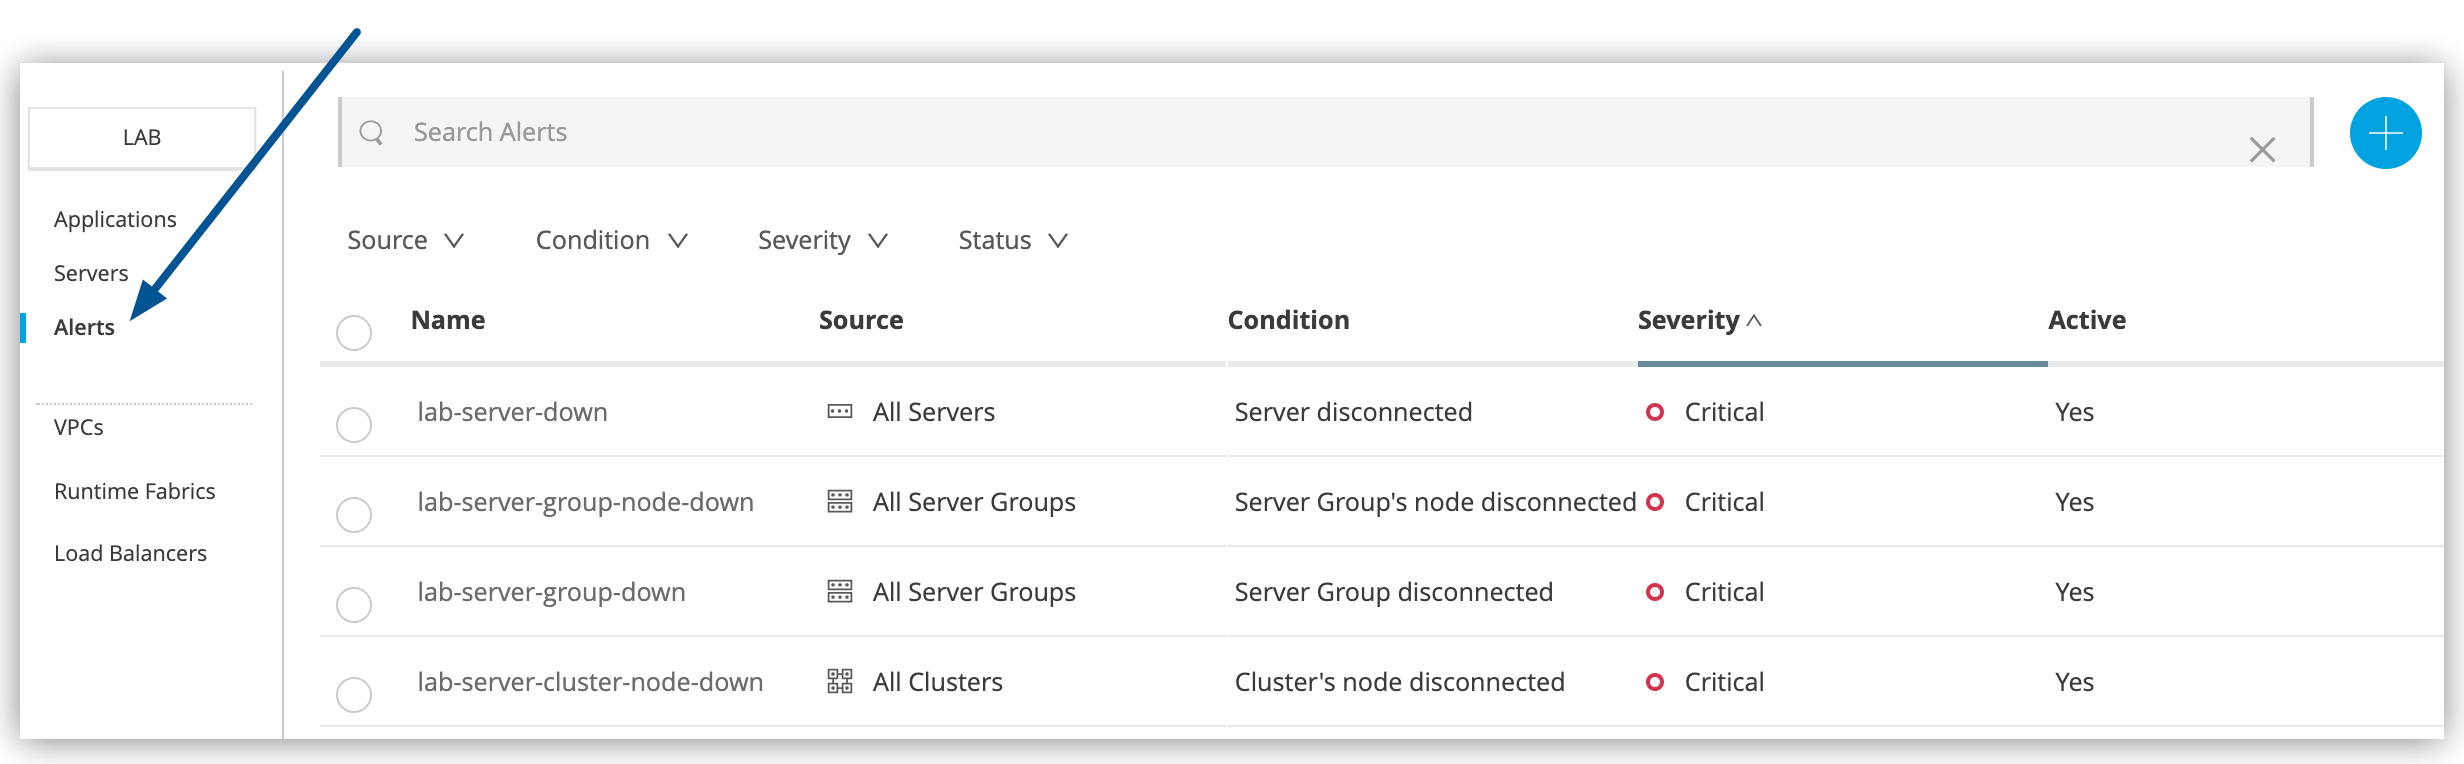 LAB
Applications
Servers
Alerts
VPCs
Runtime Fabrics
Load Balancers
Search Alerts
Source Condition Severity Status
Name Source Condition Severity Active
lab-server-down All Servers Server disconnected Critical Yes
lab-server-group-node-down All Server Groups Server Group's node disconnected Critical Yes
lab-server-group-down All Server Groups Server Group disconnected Critical Yes
lab-server-cluster-node-down All Clusters Cluster's node disconnected Critical Yes